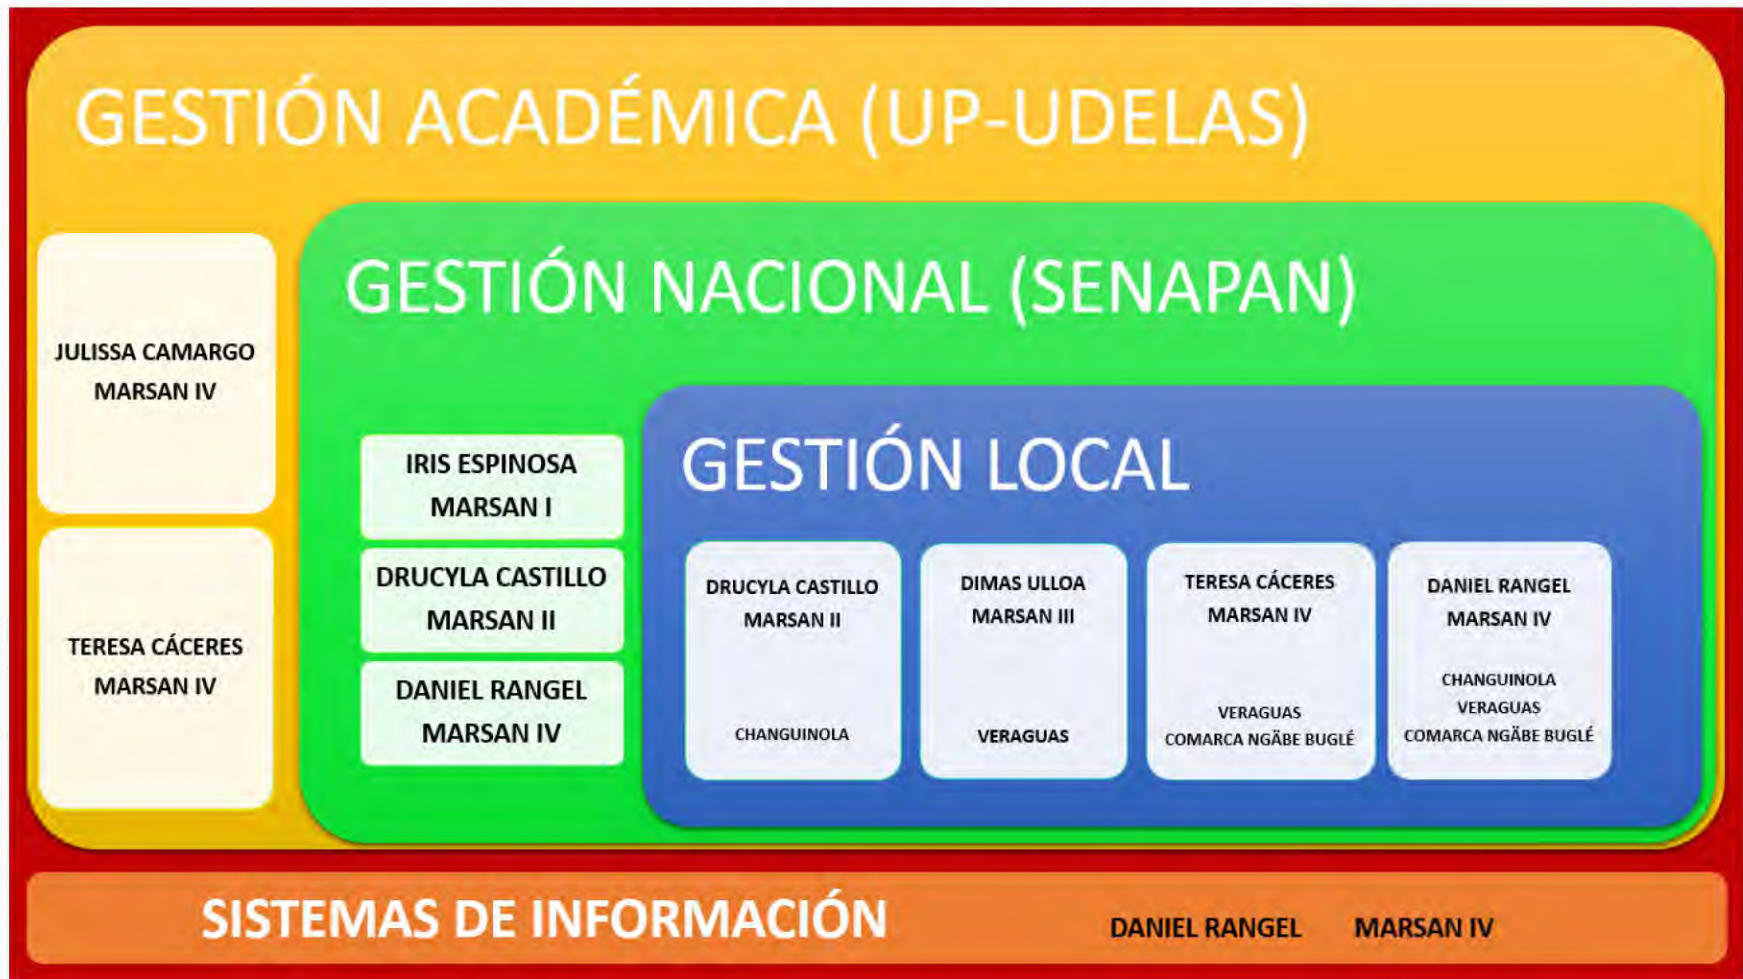 GESTIÓN ACADÉMICA (UP-UDELAS)
JULISSA CAMARGO
MARSAN IV
TERESA CÁCERES
MARSAN IV
GESTIÓN NACIONAL (SENAPAN)
IRIS ESPINOSA
MARSAN I
DRUCYLA CASTILLO
MARSAN II
DANIEL RANGEL
MARSAN IV
GESTIÓN LOCAL
DRUCYLA CASTILLO
MARSAN II
CHANGUINOLA
DIMAS ULLOA
MARSAN III
VERAGUAS
TERESA CÁCERES
MARSAN IV
VERAGUAS
COMARCA NGÄBE BUGLÉ
DANIEL RANGEL
MARSAN IV
CHANGUINOLA
VERAGUAS
COMARCA NGÄBE BUGLÉ
SISTEMAS DE INFORMACIÓN DANIEL RANGEL MARSAN IV